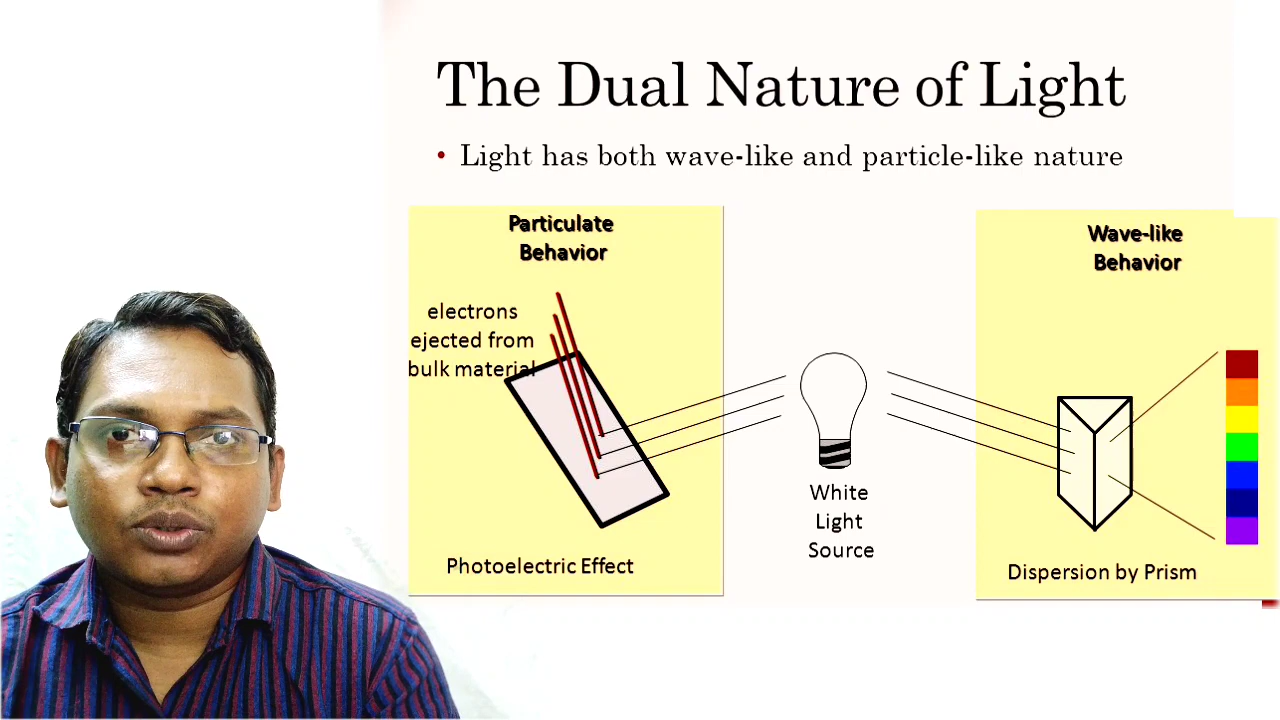 The Dual Nature of Light
• Light has both wave-like and particle-like nature
Particulate
Behavior
electrons
ejected from
bulk material
Photoelectric Effect
White
Light
Source
Wave-like
Behavior
Dispersion by Prism